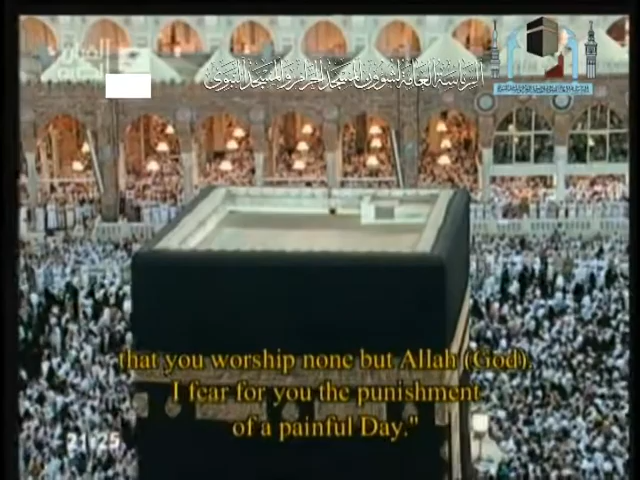 الرئاسة العامة لشؤون المسجد الحرام والمسجد النبوي
that you worship none but Allah (God).
I fear for you the punishment
of a painful Day."
21:25